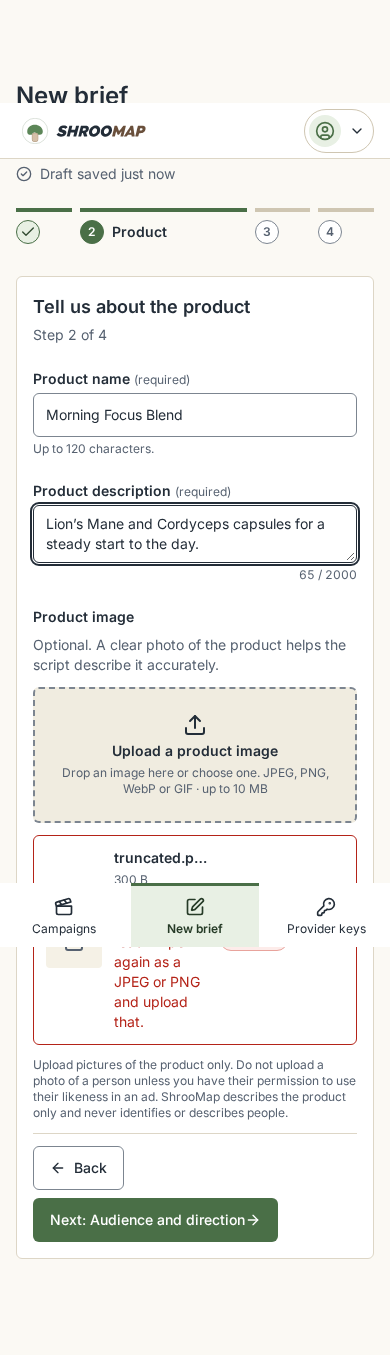 New brief
SHROOMAP
Draft saved just now
2 Product 3 4
Tell us about the product
Step 2 of 4
Product name (required)
Morning Focus Blend
Up to 120 characters.
Product description (required)
Lion’s Mane and Cordyceps capsules for a
steady start to the day.
65 / 2000
Product image
Optional. A clear photo of the product helps the
script describe it accurately.
Upload a product image
Drop an image here or choose one. JPEG, PNG,
WebP or GIF · up to 10 MB
truncated.p...
300 B
Campaigns New brief Provider keys
again as a
JPEG or PNG
and upload
that.
Upload pictures of the product only. Do not upload a
photo of a person unless you have their permission to use
their likeness in an ad. ShrooMap describes the product
only and never identifies or describes people.
Back
Next: Audience and direction